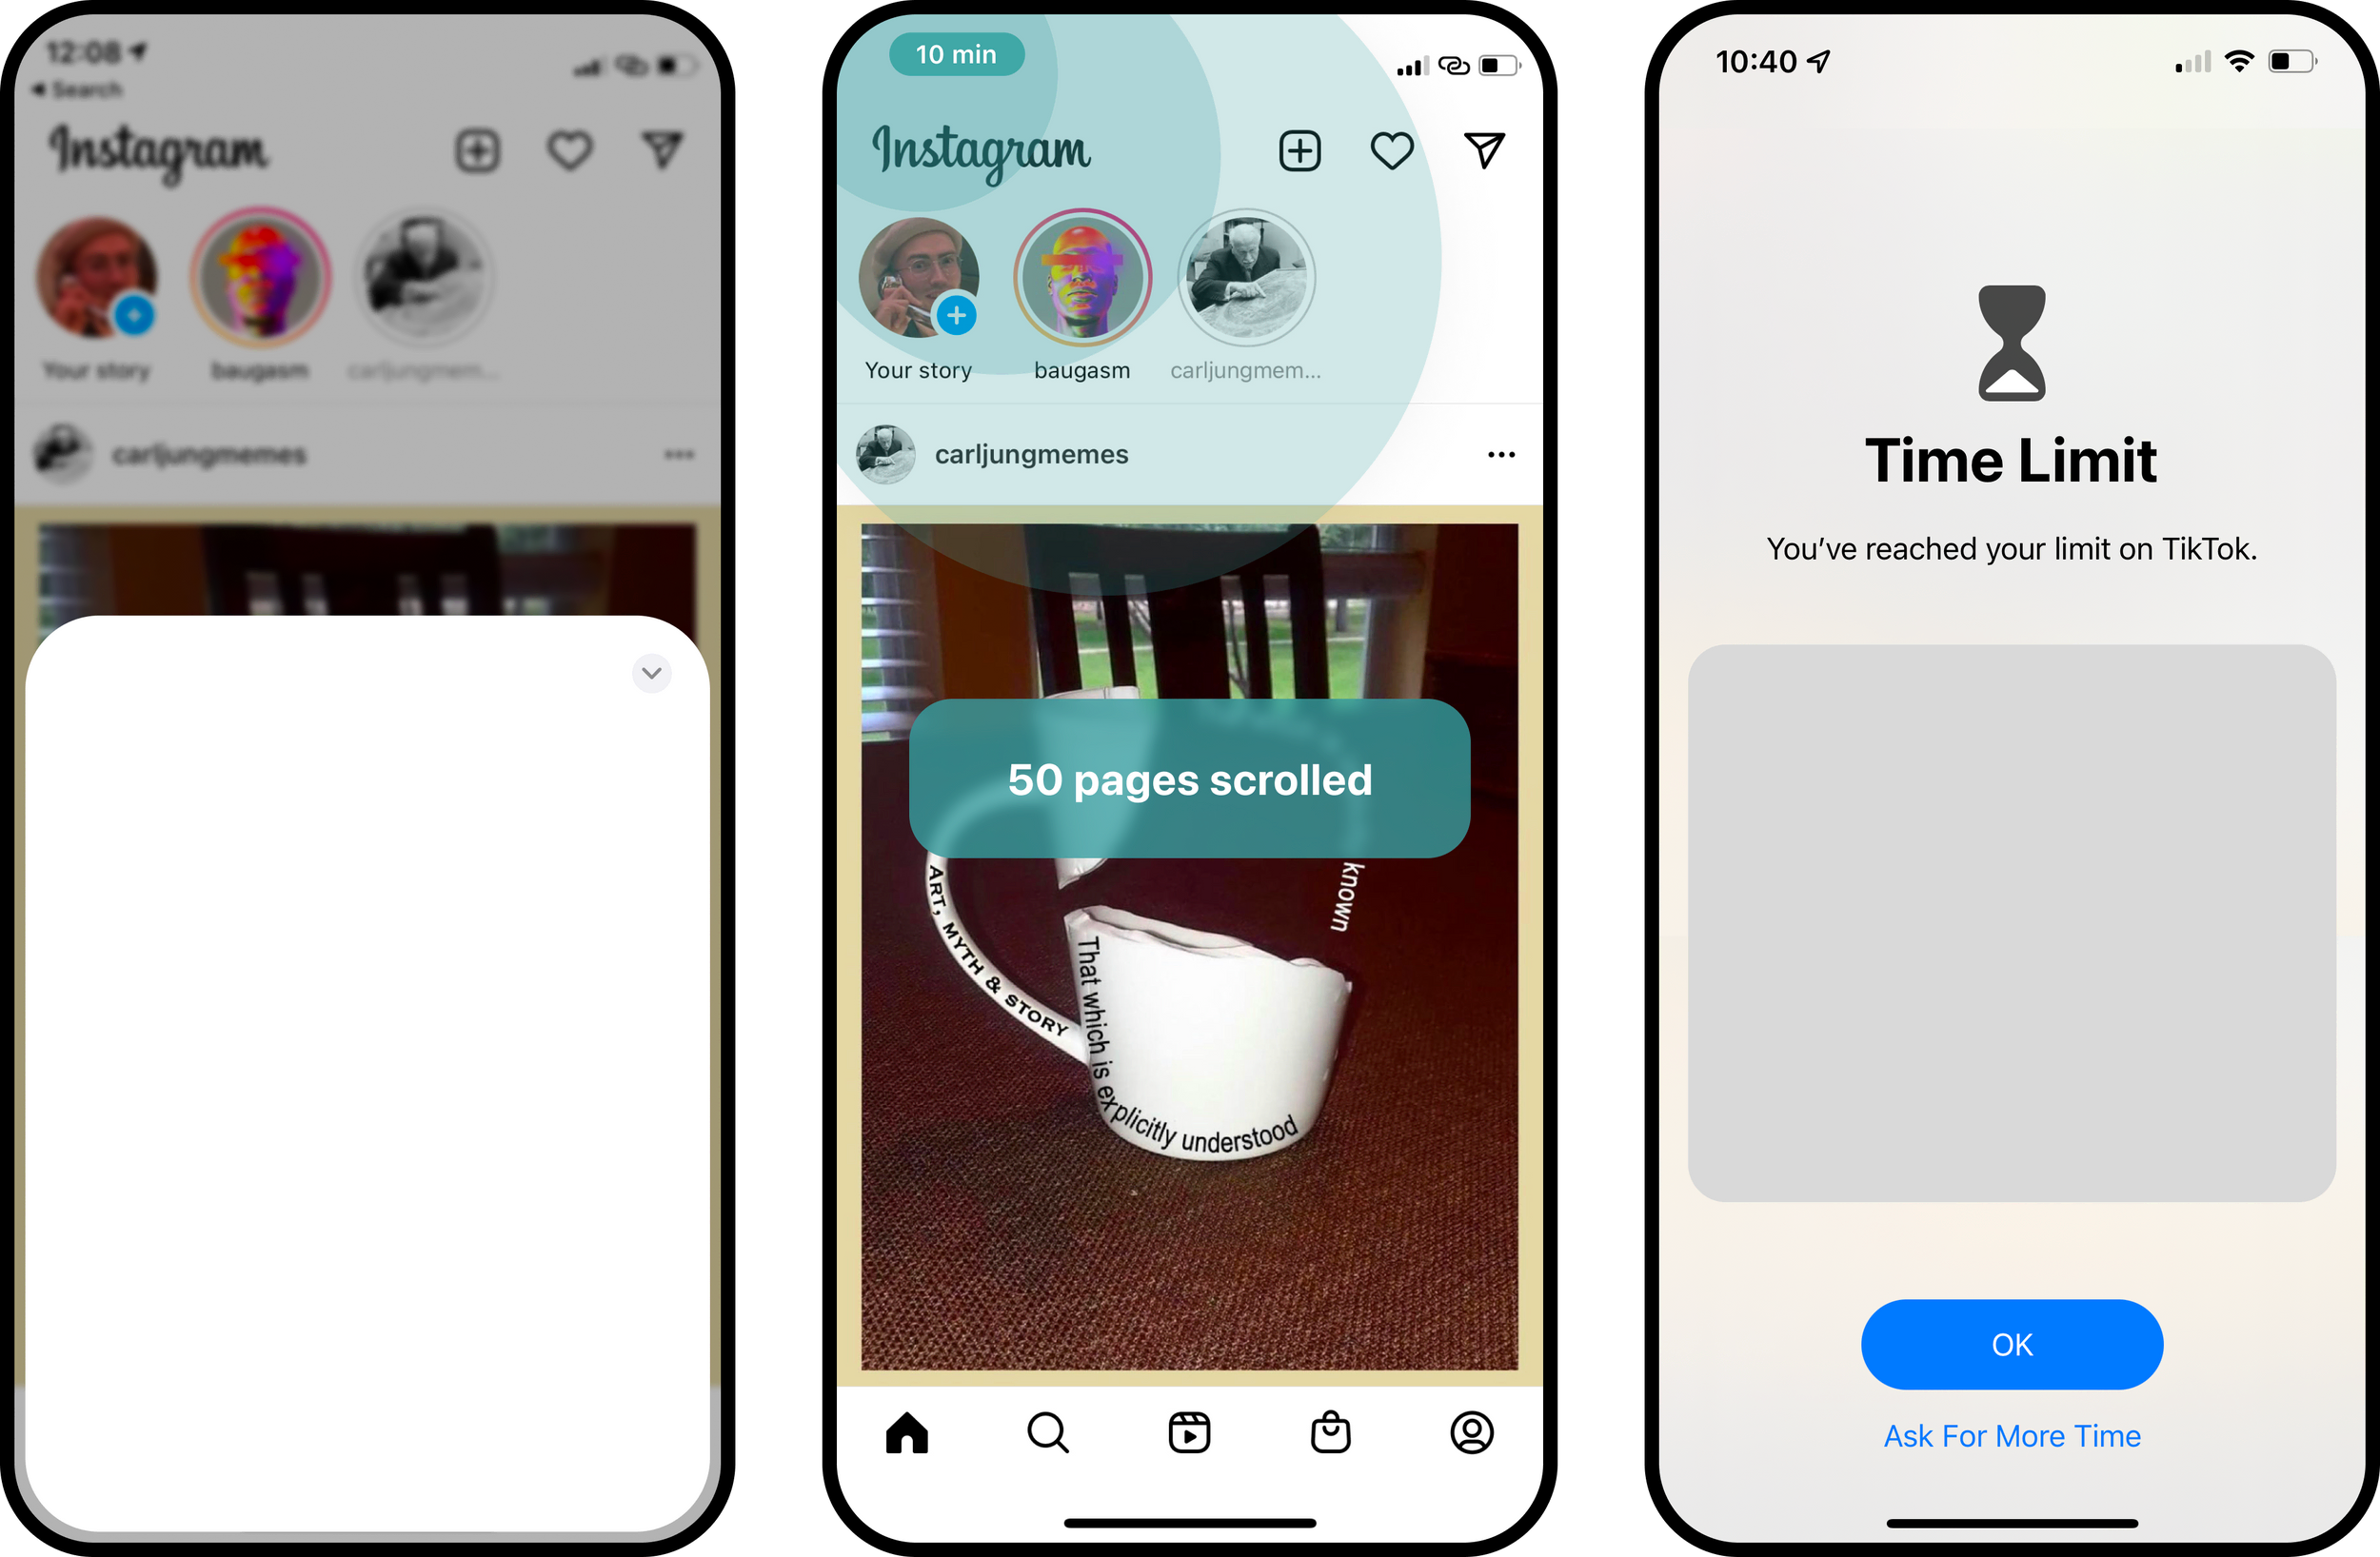 12:08
Search
Instagram
Your story
baugasm
carljungmem...
carljungmemes
10 min
Instagram
Your story
baugasm
carljungmem...
carljungmemes
50 pages scrolled
known
ART, MYTH & STORY
That which is explicitly understood
10:40
Time Limit
You’ve reached your limit on TikTok.
OK
Ask For More Time